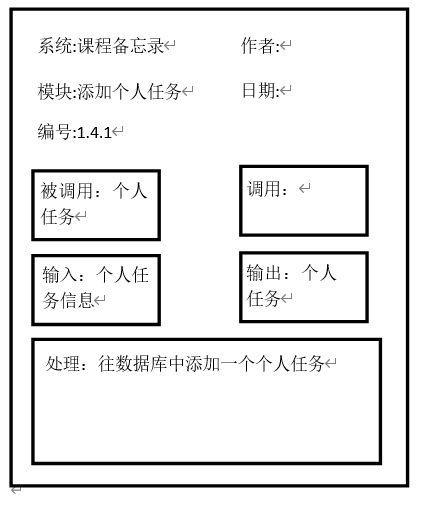 系统:课程备忘录
作者:
模块:添加个人任务
日期:
编号:1.4.1
被调用：个人
任务
调用：
输入：个人任
务信息
输出：个人
任务
处理：往数据库中添加一个个人任务